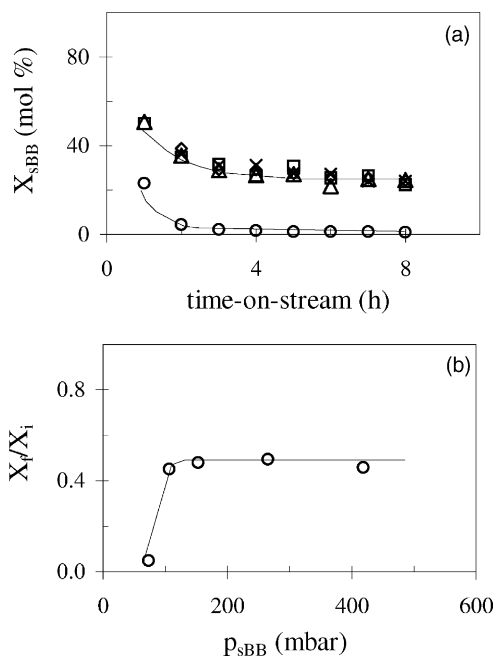 (a)
80
40
0
X_sBB (mol %)
0 4 8
time-on-stream (h)
(b)
0.8
0.4
0.0
X_f/X_i
0 200 400 600
p_sBB (mbar)